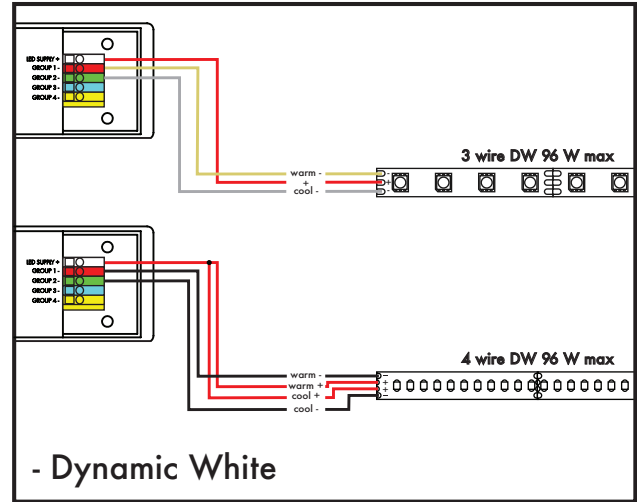 LED SUPPLY +
GROUP 1 -
GROUP 2 -
GROUP 3 -
GROUP 4 -
3 wire DW 96 W max
warm -
+
cool -
-
+
-
LED SUPPLY +
GROUP 1 -
GROUP 2 -
GROUP 3 -
GROUP 4 -
4 wire DW 96 W max
warm -
warm +
cool +
cool -
-
+
+
-
- Dynamic White